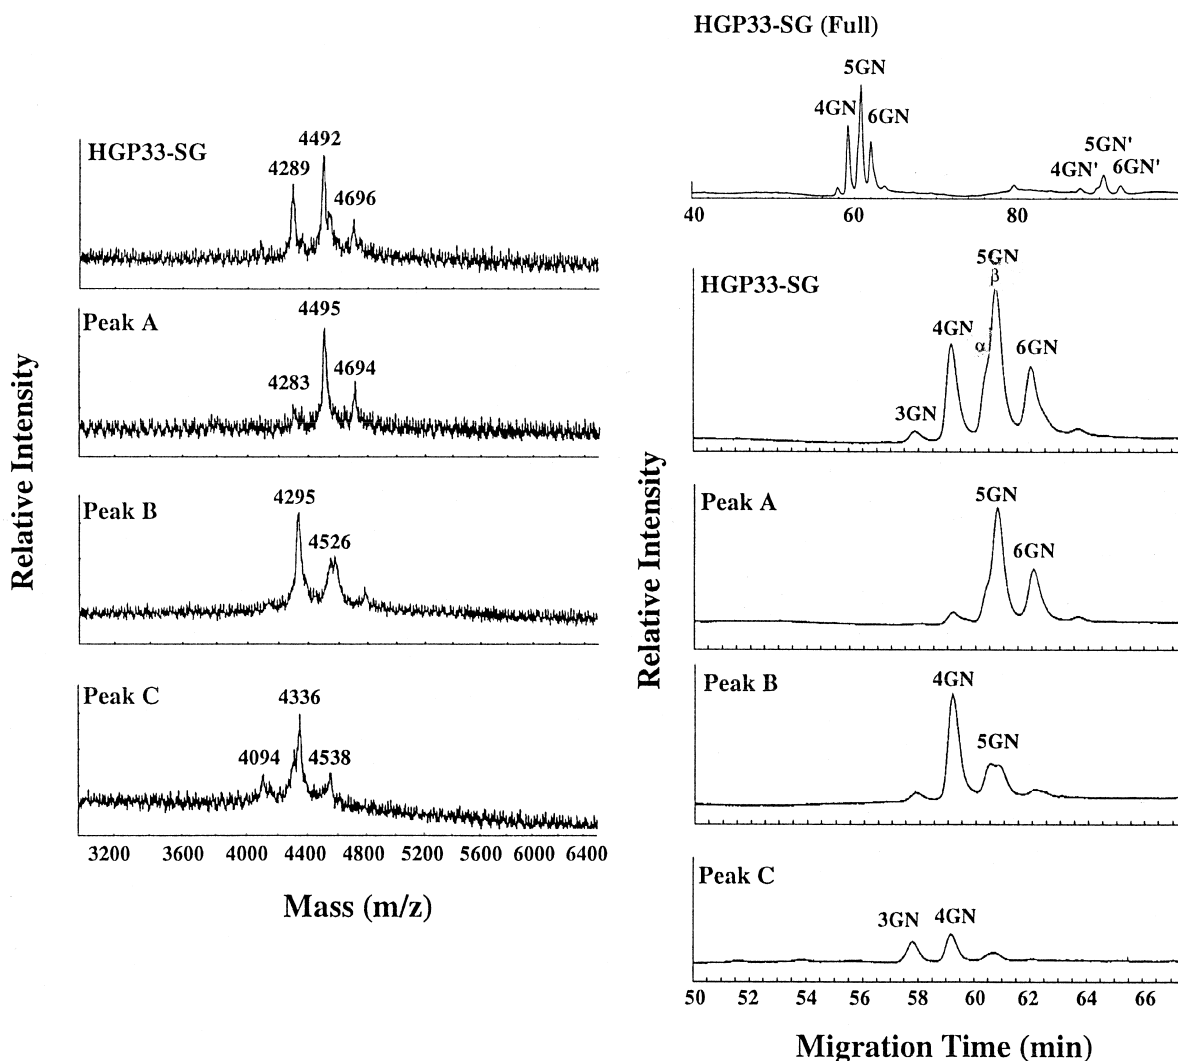 HGP33-SG
4289
4492
4696
Peak A
4283
4495
4694
Peak B
4295
4526
Peak C
4094
4336
4538
3200 3600 4000 4400 4800 5200 5600 6000 6400
Mass (m/z)
Relative Intensity
HGP33-SG (Full)
4GN
5GN
6GN
4GN'
5GN'
6GN'
40 60 80
HGP33-SG
3GN
4GN
α
5GN
β
6GN
Peak A
5GN
6GN
Peak B
4GN
5GN
Peak C
3GN
4GN
50 52 54 56 58 60 62 64 66
Migration Time (min)
Relative Intensity